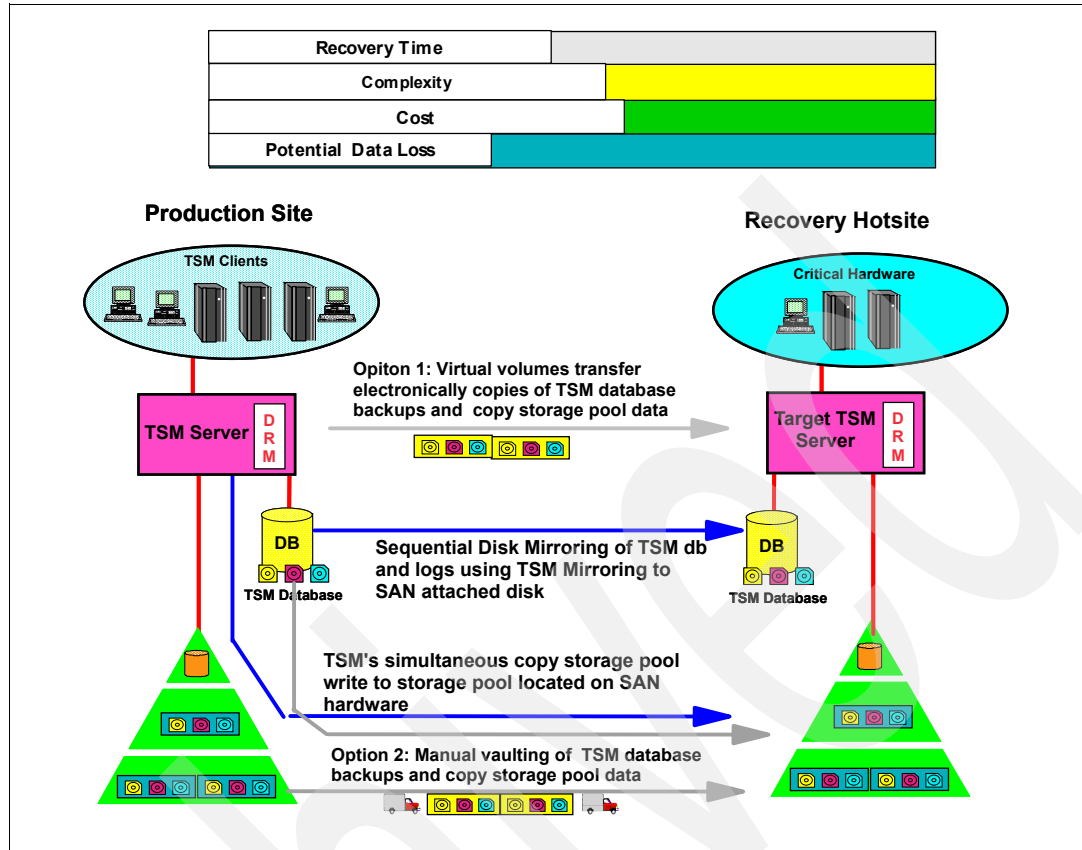 Recovery Time
Complexity
Cost
Potential Data Loss
Production Site
Recovery Hotsite
TSM Clients
Critical Hardware
Opiton 1: Virtual volumes transfer
electronically copies of TSM database
backups and copy storage pool data
TSM Server
D
R
M
Target TSM
Server
D
R
M
DB
TSM Database
Sequential Disk Mirroring of TSM db
and logs using TSM Mirroring to
SAN attached disk
DB
TSM Database
TSM's simultaneous copy storage pool
write to storage pool located on SAN
hardware
Option 2: Manual vaulting of TSM database
backups and copy storage pool data